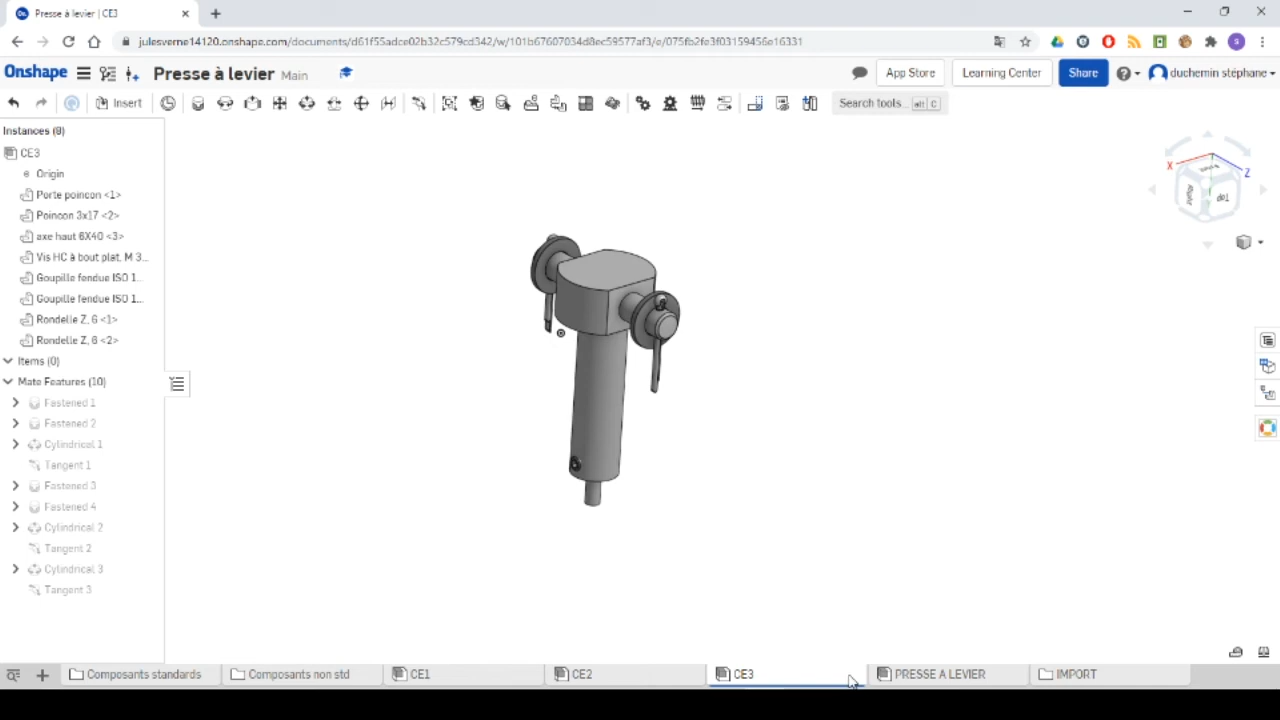 Presse à levier | CE3
julesverne14120.onshape.com/documents/d61f55adce02b32c579cd342/w/101b67607034d8ec59577af3/e/075fb2fe3f03159456e16331
Onshape Presse à levier Main App Store Learning Center Share duchemin stéphane
Insert Search tools... alt C
Instances (8)
CE3
Origin
Porte poincon <1>
Poincon 3x17 <2>
axe haut 6X40 <3>
Vis HC à bout plat, M 3...
Goupille fendue ISO 1...
Goupille fendue ISO 1...
Rondelle Z, 6 <1>
Rondelle Z, 6 <2>
Items (0)
Mate Features (10)
Fastened 1
Fastened 2
Cylindrical 1
Tangent 1
Fastened 3
Fastened 4
Cylindrical 2
Tangent 2
Cylindrical 3
Tangent 3
X
Z
Right
Top
Composants standards Composants non std CE1 CE2 CE3 PRESSE A LEVIER IMPORT